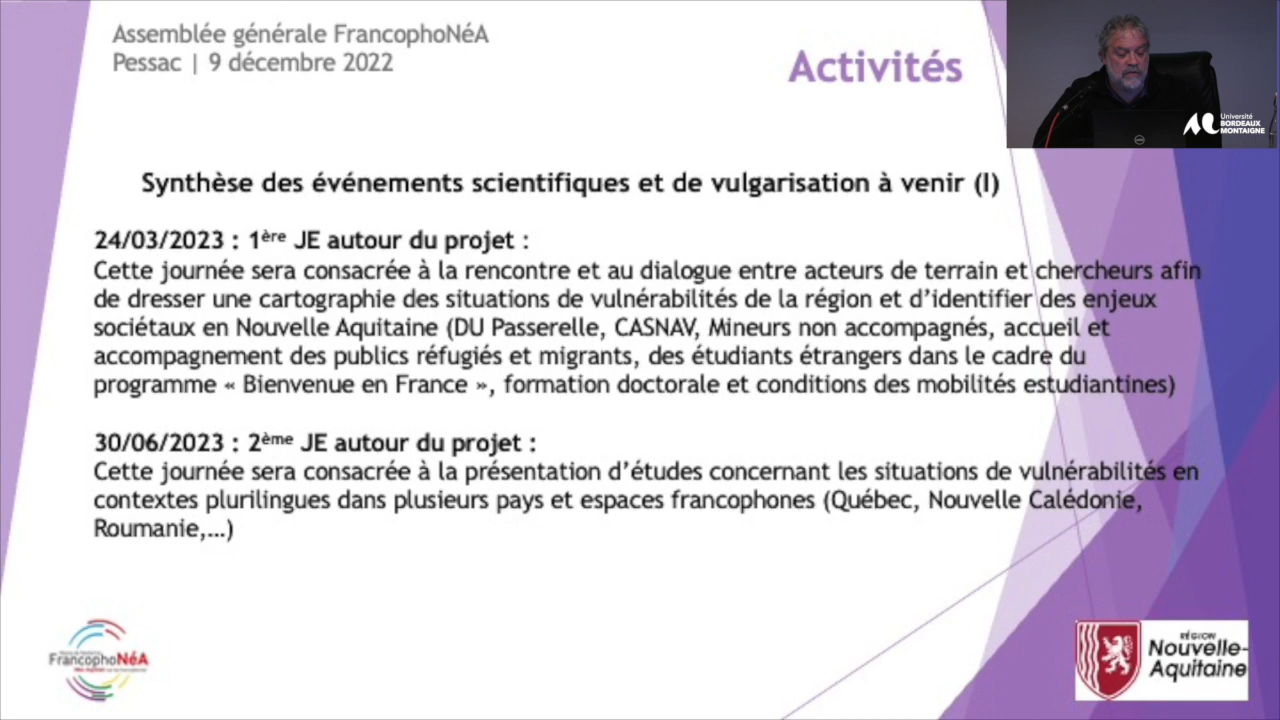 Assemblée générale FrancophoNéA
Pessac | 9 décembre 2022
Activités
Université
BORDEAUX
MONTAIGNE
Synthèse des événements scientifiques et de vulgarisation à venir (I)
24/03/2023 : 1ère JE autour du projet :
Cette journée sera consacrée à la rencontre et au dialogue entre acteurs de terrain et chercheurs afin
de dresser une cartographie des situations de vulnérabilités de la région et d’identifier des enjeux
sociétaux en Nouvelle Aquitaine (DU Passerelle, CASNAV, Mineurs non accompagnés, accueil et
accompagnement des publics réfugiés et migrants, des étudiants étrangers dans le cadre du
programme « Bienvenue en France », formation doctorale et conditions des mobilités estudiantines)
30/06/2023 : 2ème JE autour du projet :
Cette journée sera consacrée à la présentation d’études concernant les situations de vulnérabilités en
contextes plurilingues dans plusieurs pays et espaces francophones (Québec, Nouvelle Calédonie,
Roumanie,…)
FrancophoNéA
RÉGION
Nouvelle-
Aquitaine